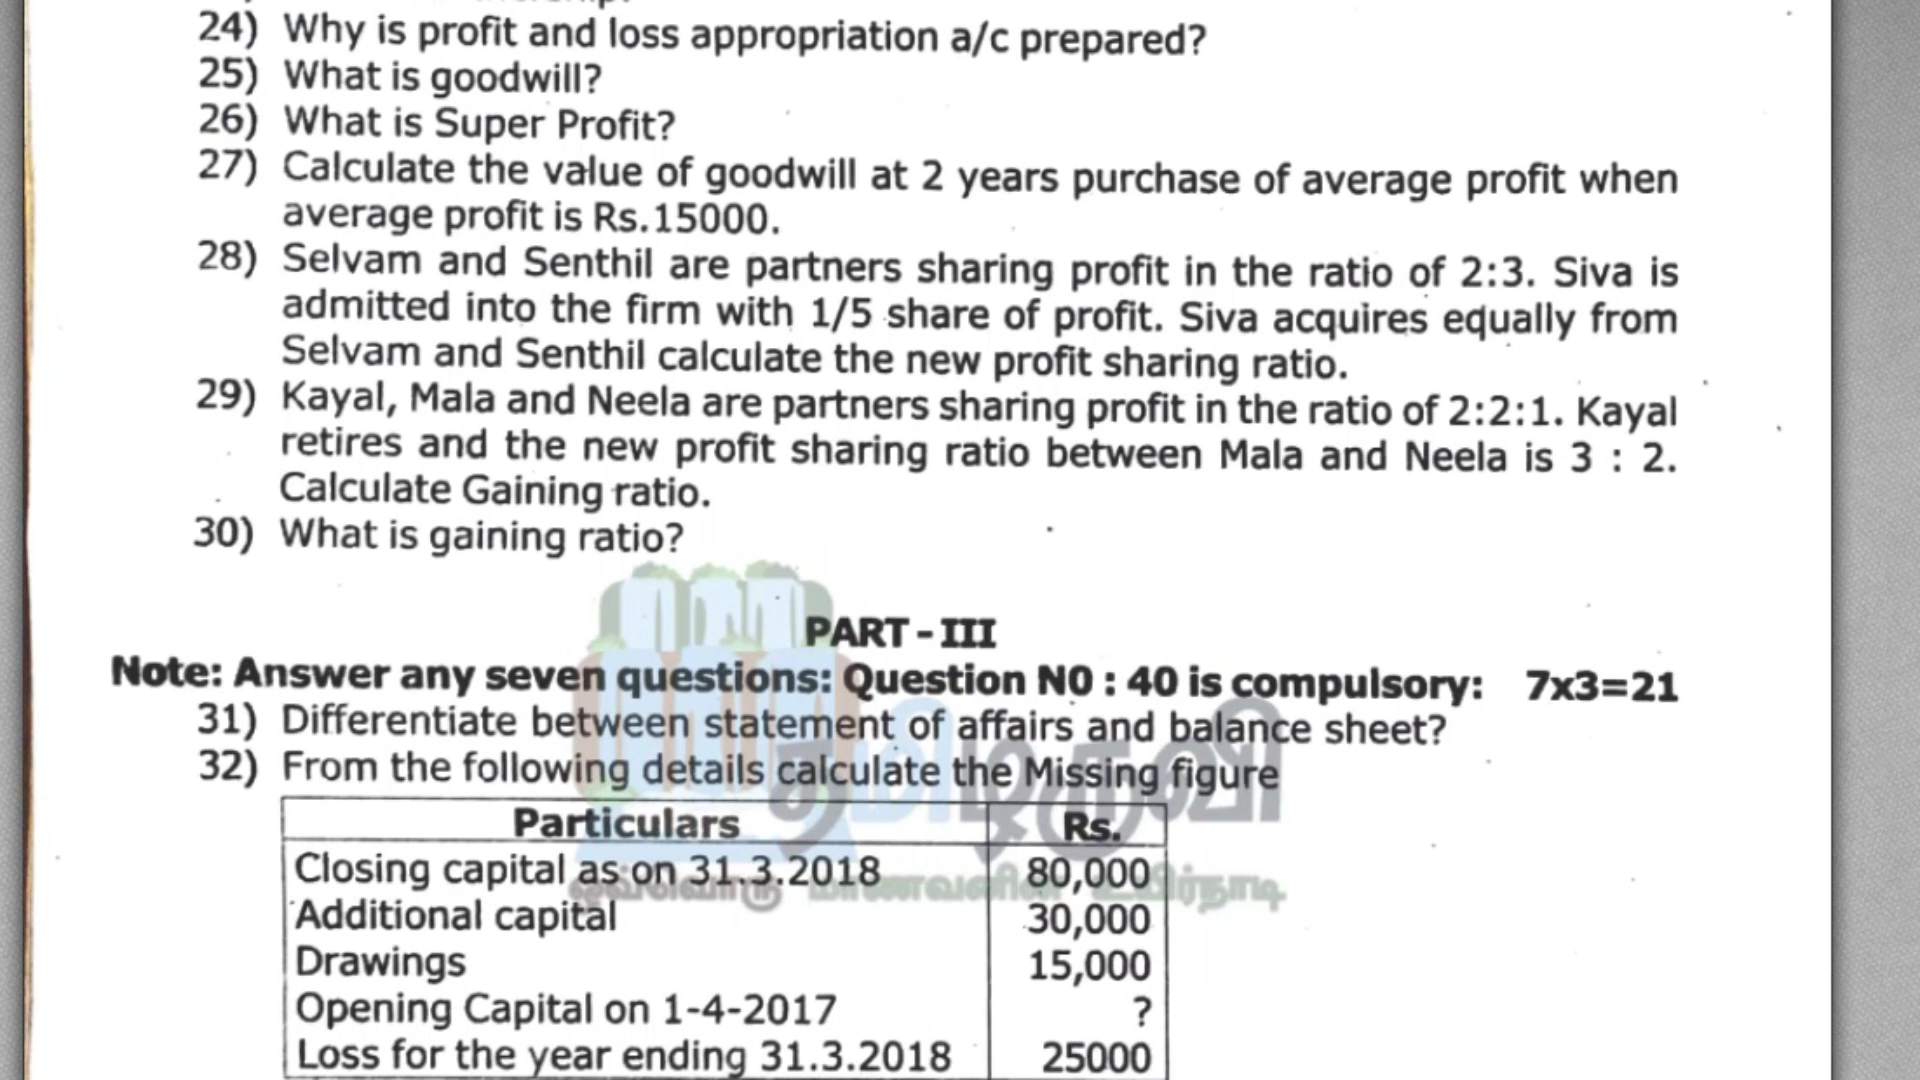 24) Why is profit and loss appropriation a/c prepared?
25) What is goodwill?
26) What is Super Profit?
27) Calculate the value of goodwill at 2 years purchase of average profit when
average profit is Rs.15000.
28) Selvam and Senthil are partners sharing profit in the ratio of 2:3. Siva is
admitted into the firm with 1/5 share of profit. Siva acquires equally from
Selvam and Senthil calculate the new profit sharing ratio.
29) Kayal, Mala and Neela are partners sharing profit in the ratio of 2:2:1. Kayal
retires and the new profit sharing ratio between Mala and Neela is 3 : 2.
Calculate Gaining ratio.
30) What is gaining ratio?
PART - III
Note: Answer any seven questions: Question NO : 40 is compulsory: 7x3=21
31) Differentiate between statement of affairs and balance sheet?
32) From the following details calculate the Missing figure
Particulars Rs.
Closing capital as on 31.3.2018 80,000
Additional capital 30,000
Drawings 15,000
Opening Capital on 1-4-2017 ?
Loss for the year ending 31.3.2018 25000